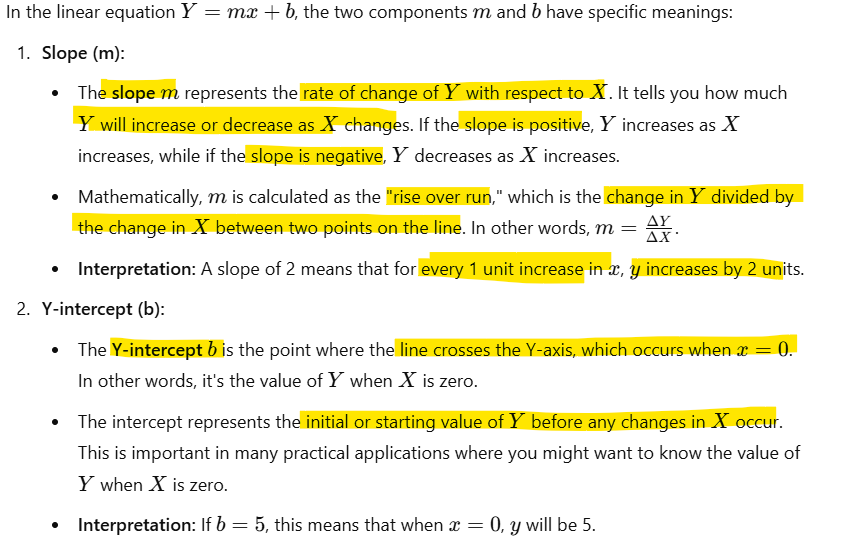 In the linear equation Y = mx + b, the two components m and b have specific meanings:
1. Slope (m):
• The slope m represents the rate of change of Y with respect to X. It tells you how much
Y will increase or decrease as X changes. If the slope is positive, Y increases as X
increases, while if the slope is negative, Y decreases as X increases.
• Mathematically, m is calculated as the "rise over run," which is the change in Y divided by
the change in X between two points on the line. In other words, m = ΔY/ΔX.
• Interpretation: A slope of 2 means that for every 1 unit increase in x, y increases by 2 units.
2. Y-intercept (b):
• The Y-intercept b is the point where the line crosses the Y-axis, which occurs when x = 0.
In other words, it's the value of Y when X is zero.
• The intercept represents the initial or starting value of Y before any changes in X occur.
This is important in many practical applications where you might want to know the value of
Y when X is zero.
• Interpretation: If b = 5, this means that when x = 0, y will be 5.